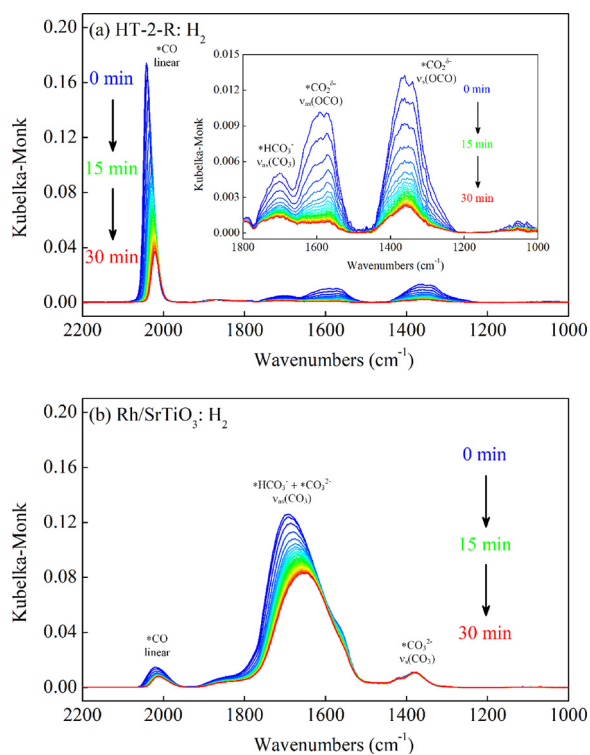 (a) HT-2-R: H₂
*CO
linear
0 min
15 min
30 min
Kubelka-Monk
0.20
0.16
0.12
0.08
0.04
0.00
2200 2000 1800 1600 1400 1200 1000
Wavenumbers (cm⁻¹)
0.015
0.012
0.009
0.006
0.003
0.000
Kubelka-Monk
*HCO₃⁻
νₐₛ(CO₃)
*CO₂^δ-
νₐₛ(OCO)
*CO₂^δ-
νₛ(OCO)
0 min
15 min
30 min
1800 1600 1400 1200 1000
Wavenumbers (cm⁻¹)
(b) Rh/SrTiO₃: H₂
*HCO₃⁻ + *CO₃²⁻
νₐₛ(CO₃)
0 min
15 min
30 min
*CO
linear
*CO₃²⁻
νₛ(CO₃)
Kubelka-Monk
0.20
0.16
0.12
0.08
0.04
0.00
2200 2000 1800 1600 1400 1200 1000
Wavenumbers (cm⁻¹)